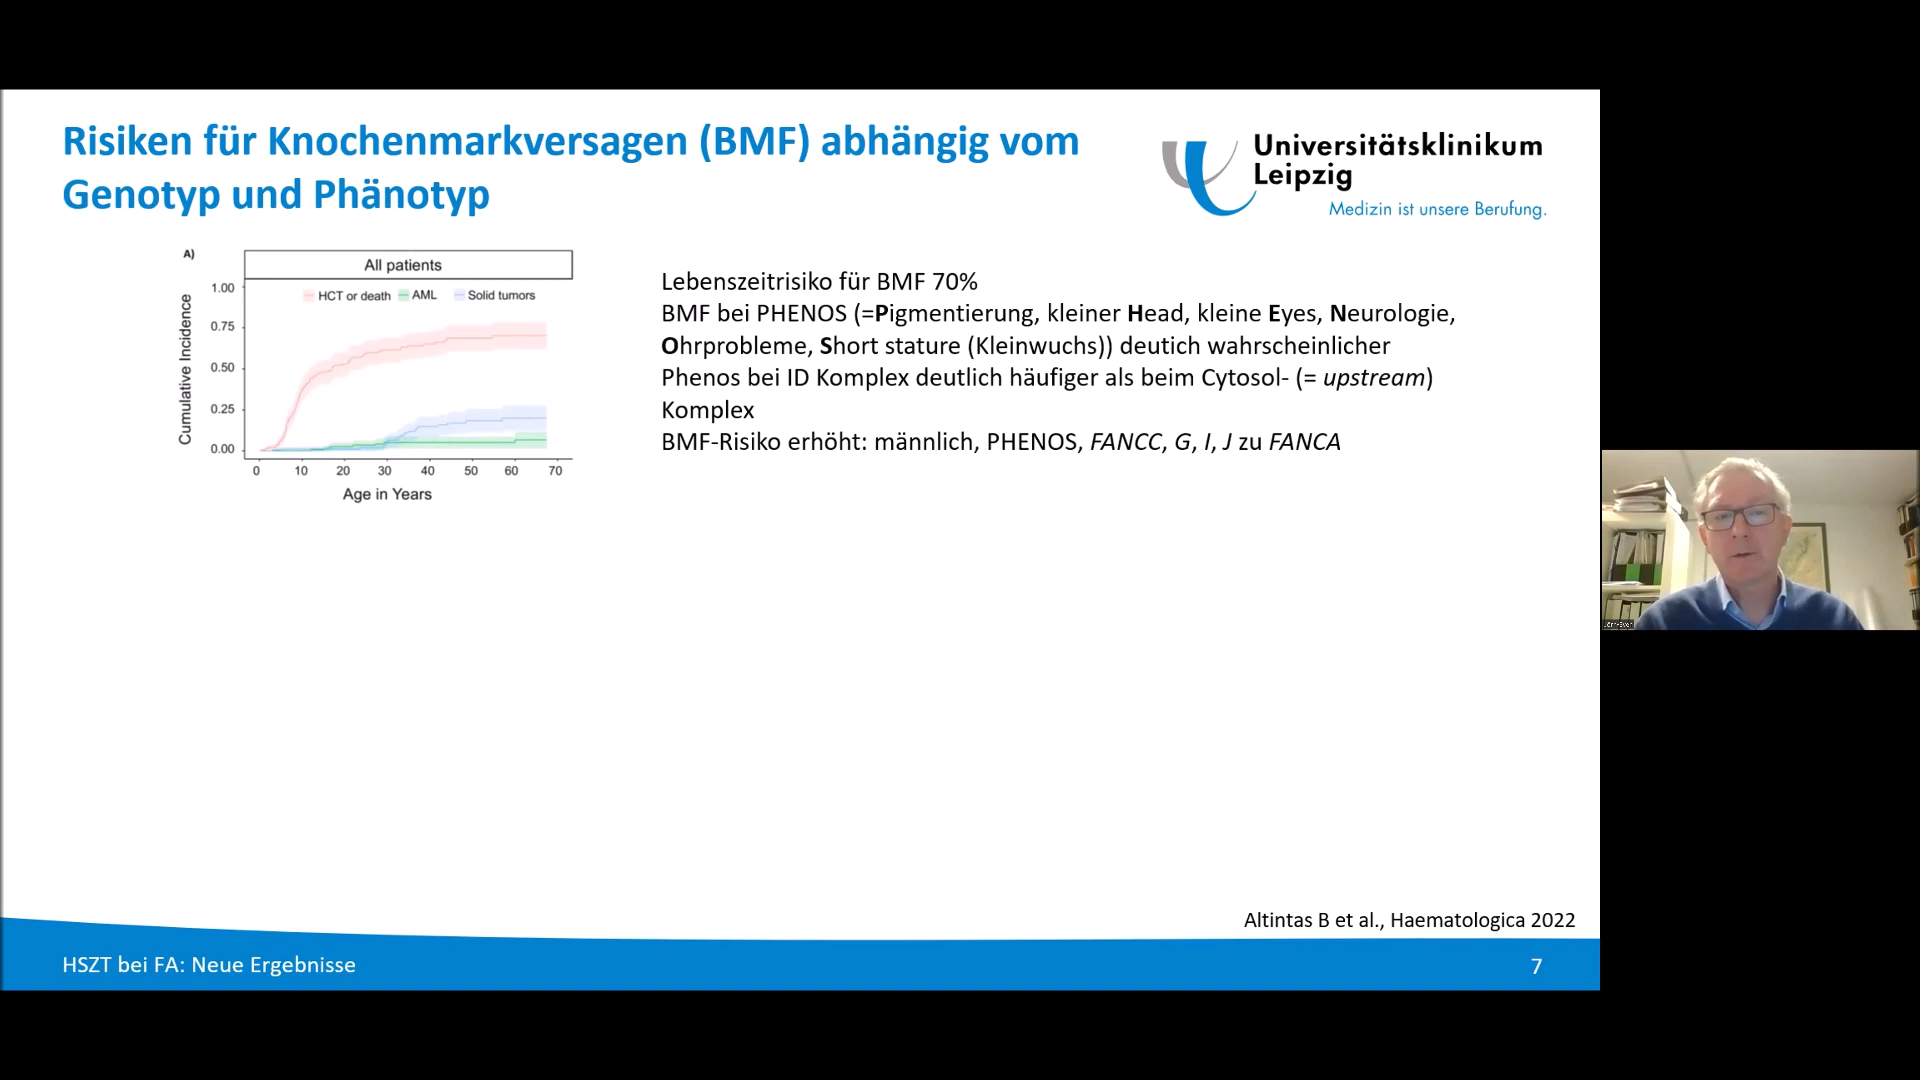 Risiken für Knochenmarkversagen (BMF) abhängig vom
Genotyp und Phänotyp
Universitätsklinikum
Leipzig
Medizin ist unsere Berufung.
A)
All patients
HCT or death AML Solid tumors
Cumulative Incidence
1.00
0.75
0.50
0.25
0.00
0 10 20 30 40 50 60 70
Age in Years
Lebenszeitrisiko für BMF 70%
BMF bei PHENOS (=Pigmentierung, kleiner Head, kleine Eyes, Neurologie,
Ohrprobleme, Short stature (Kleinwuchs)) deutich wahrscheinlicher
Phenos bei ID Komplex deutlich häufiger als beim Cytosol- (= upstream)
Komplex
BMF-Risiko erhöht: männlich, PHENOS, FANCC, G, I, J zu FANCA
Altintas B et al., Haematologica 2022
HSZT bei FA: Neue Ergebnisse
7